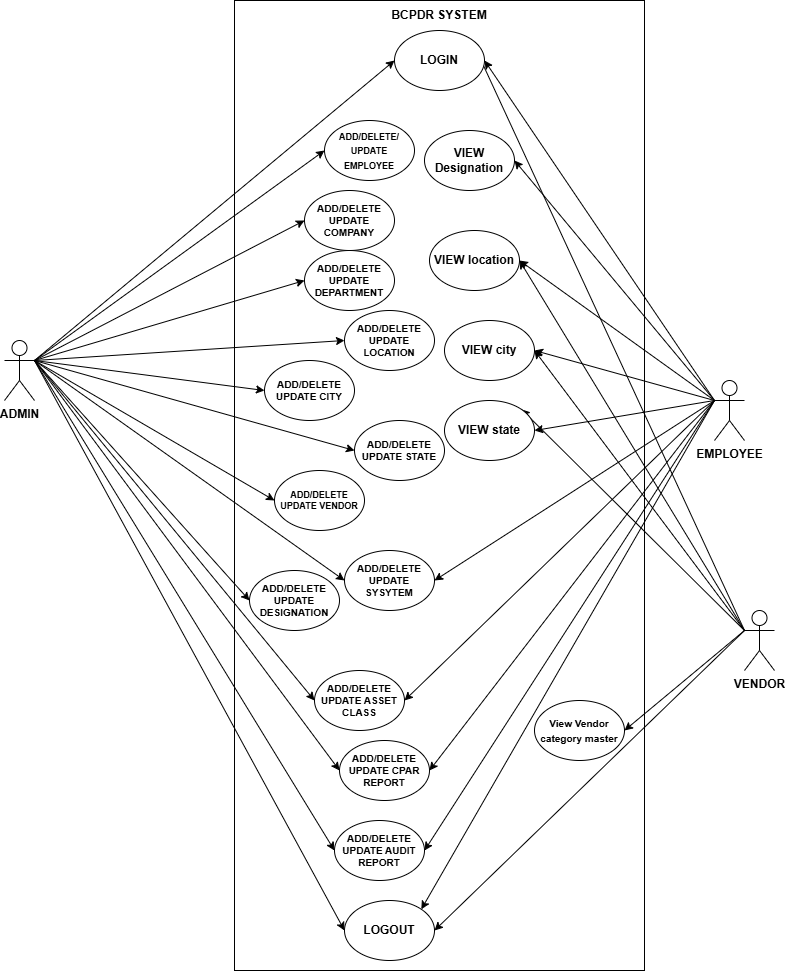 BCPDR SYSTEM
LOGIN
ADD/DELETE/
UPDATE
EMPLOYEE
VIEW
Designation
ADD/DELETE
UPDATE
COMPANY
VIEW location
ADD/DELETE
UPDATE
DEPARTMENT
ADD/DELETE
UPDATE
LOCATION
VIEW city
ADMIN
ADD/DELETE
UPDATE CITY
VIEW state
EMPLOYEE
ADD/DELETE
UPDATE STATE
ADD/DELETE
UPDATE VENDOR
ADD/DELETE
UPDATE
SYSYTEM
ADD/DELETE
UPDATE
DESIGNATION
VENDOR
ADD/DELETE
UPDATE ASSET
CLASS
View Vendor
category master
ADD/DELETE
UPDATE CPAR
REPORT
ADD/DELETE
UPDATE AUDIT
REPORT
LOGOUT